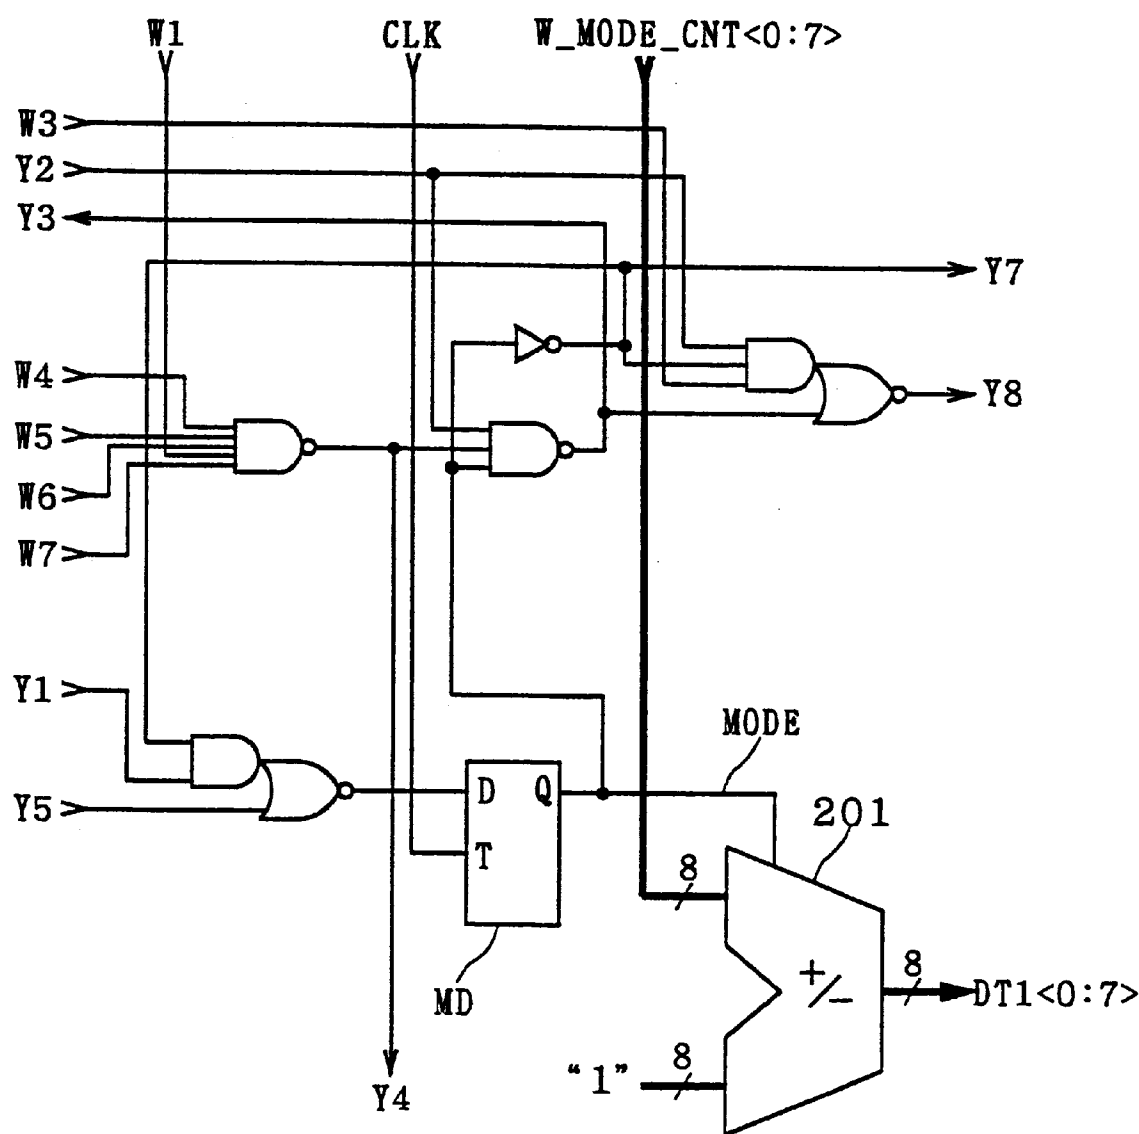 W1 CLK W_MODE_CNT<0:7>
W3
Y2
Y3
Y7
W4
Y8
W5
W6
W7
Y1
MODE
Y5
D Q
201
T
8
+/-
8
MD
DT1<0:7>
8
"1"
Y4